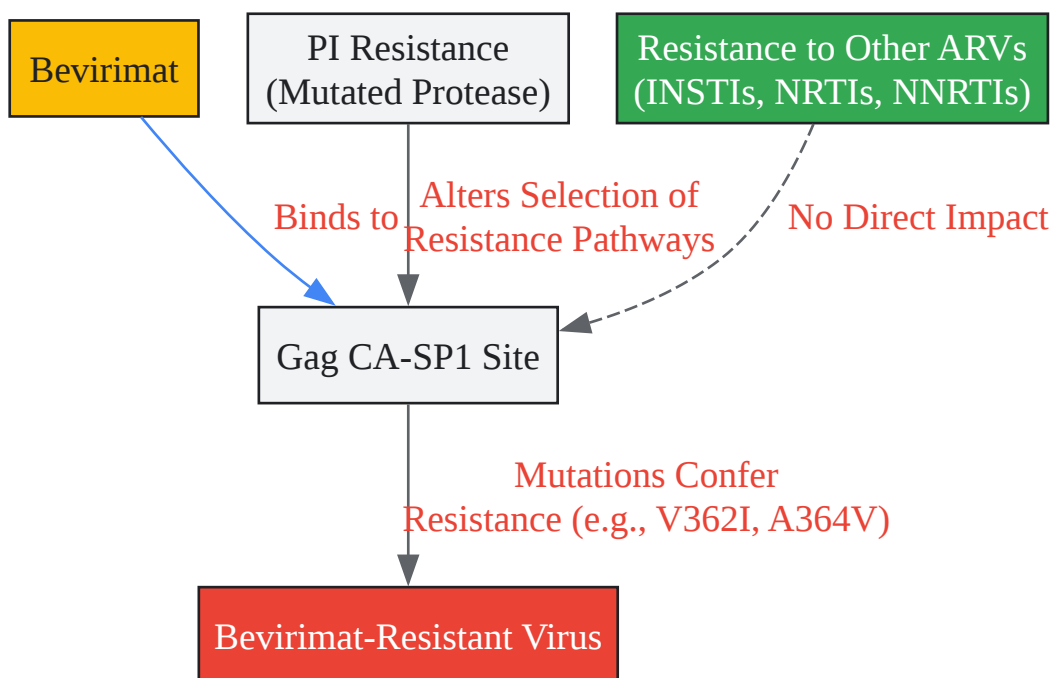 Bevirimat
PI Resistance
(Mutated Protease)
Resistance to Other ARVs
(INSTIs, NRTIs, NNRTIs)
Binds to
Alters Selection of
Resistance Pathways
No Direct Impact
Gag CA-SP1 Site
Mutations Confer
Resistance (e.g., V362I, A364V)
Bevirimat-Resistant Virus